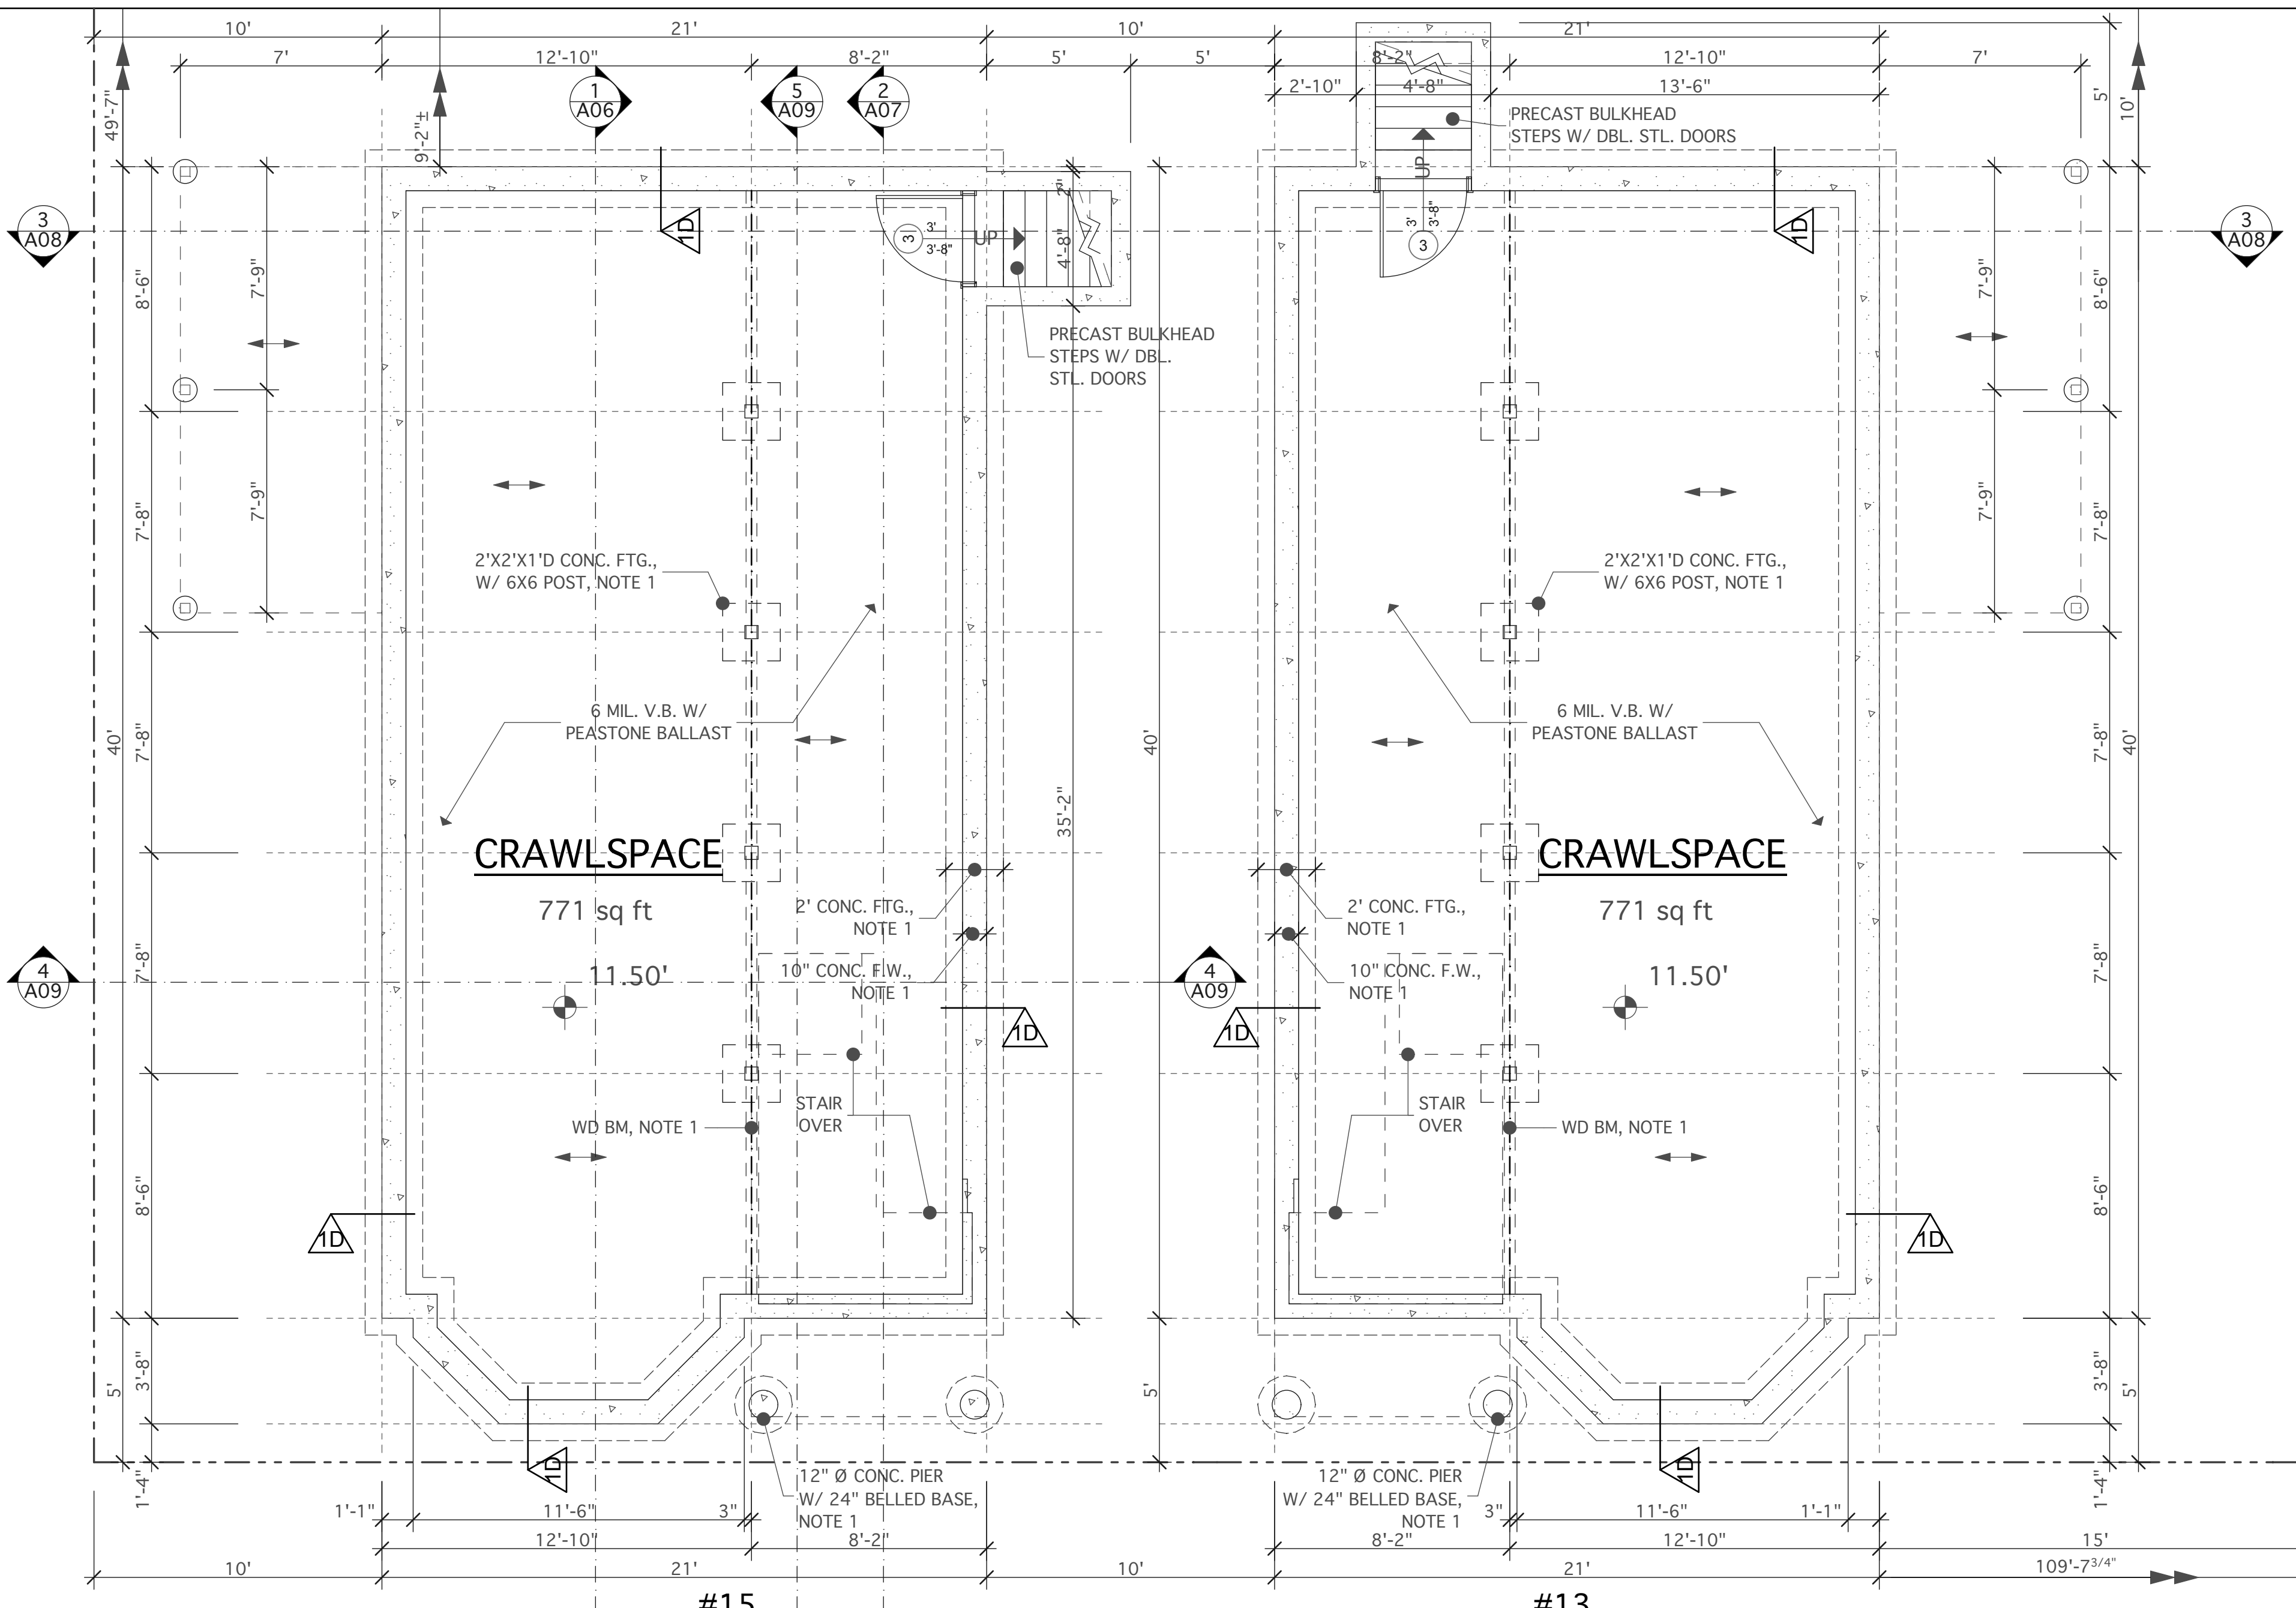 10'
21'
10'
21'
7'
12'-10"
8'-2"
5'
5'
8'-2"
12'-10"
7'
2'-10"
4'-8"
13'-6"
49'-7"
9'-2"±
1
A06
5
A09
2
A07
5'
10'
PRECAST BULKHEAD
STEPS W/ DBL. STL. DOORS
UP
3
A08
3
A08
1D
1D
3
3'
3'-8"
UP
2"
4'-8"
3'
3'-8"
3
8'-6"
7'-9"
7'-9"
8'-6"
PRECAST BULKHEAD
STEPS W/ DBL.
STL. DOORS
7'-8"
7'-9"
7'-9"
7'-8"
2'X2'X1'D CONC. FTG.,
W/ 6X6 POST, NOTE 1
2'X2'X1'D CONC. FTG.,
W/ 6X6 POST, NOTE 1
6 MIL. V.B. W/
PEASTONE BALLAST
6 MIL. V.B. W/
PEASTONE BALLAST
40'
7'-8"
40'
7'-8"
40'
35'-2"
CRAWLSPACE
771 sq ft
11.50'
CRAWLSPACE
771 sq ft
11.50'
2' CONC. FTG.,
NOTE 1
2' CONC. FTG.,
NOTE 1
10" CONC. F.W.,
NOTE 1
10" CONC. F.W.,
NOTE 1
4
A09
7'-8"
4
A09
7'-8"
1D
1D
STAIR
OVER
STAIR
OVER
WD BM, NOTE 1
WD BM, NOTE 1
8'-6"
8'-6"
1D
1D
5'
3'-8"
5'
3'-8"
5'
1D
1D
1'-4"
1'-4"
12" Ø CONC. PIER
W/ 24" BELLED BASE,
NOTE 1
12" Ø CONC. PIER
W/ 24" BELLED BASE,
NOTE 1
1'-1"
11'-6"
3"
3"
11'-6"
1'-1"
12'-10"
8'-2"
8'-2"
12'-10"
15'
10'
21'
10'
21'
109'-7 3/4"
#15
#13